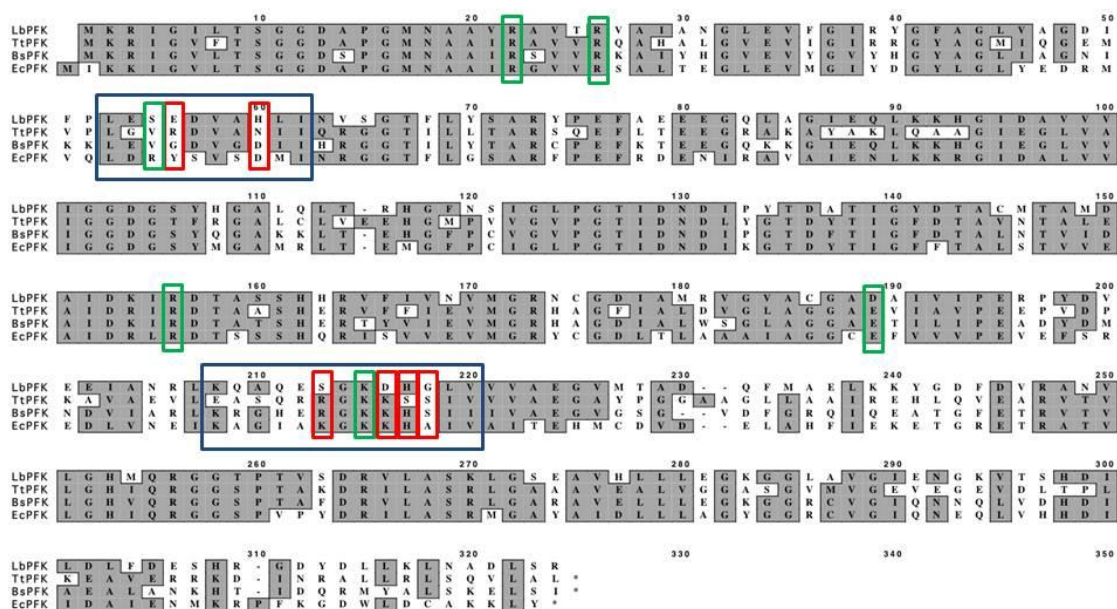 10 20 30 40 50
LbPFK M K R I G I L T S G G D A P G M N A A V R A V T R V A I A N G L E V F G I R Y G F A G L V A G D I
TtPFK M K R I G V F T S G G D A P G M N A A I R A V V R Q A H A L G V E V I G I R R G Y A G M I Q G E M
BsPFK M K R I G V L T S G G D S P G M N A A I R S V V R K A I Y H G V E V Y G V Y H G Y A G L I A G N I
EcPFK M I K K I G V L T S G G D A P G M N A A I R G V V R S A L T E G L E V M G I Y D G Y L G L Y E D R M
60 70 80 90 100
LbPFK F P L E S E D V A H L I N V S G T F L Y S A R Y P E F A E E E G Q L A G I E Q L K K H G I D A V V V
TtPFK V P L G V R D V A N I I Q R G G T I L L T A R S Q E F L T E E G R K A Y A K L Q A A G I E G L V A
BsPFK K K L E V G D V G D I I H R G G T I L Y T A R C P E F K T E E G Q K K G I E Q L K K H G I E G L V V
EcPFK V Q L D R Y S V S D M I N R G G T F L G S A R F P E F R D E N I R A V A I E N L K K R G I D A L V V
110 120 130 140 150
LbPFK I G G D G S Y H G A L Q L T - R H G F N S I G L P G T I D N D I P Y T D A T I G Y D T A C M T A M D
TtPFK I G G D G T F R G A L C L V E E H G M P V V G V P G T I D N D L Y G T D Y T I G F D T A V N T A L E
BsPFK I G G D G S Y Q G A K K L T - E H G F P C V G V P G T I D N D I P G T D F T I G F D T A L N T V I D
EcPFK I G G D G S Y M G A M R L T - E M G F P C I G L P G T I D N D I K G T D Y T I G F F T A L S T V V E
160 170 180 190 200
LbPFK A I D K I R D T A S S H H R V F I V N V M G R N C G D I A M R V G V A C G A D A I V I P E R P Y D V
TtPFK A I D R I R D T A A S H E R V F F I E V M G R H A G F I A L D V G L A G G A E V I A V P E E P V D P
BsPFK A I D K I R D T A T S H E R T Y V I E V M G R H A G D I A L W S G L A G G A E T I L I P E A D Y D M
EcPFK A I D R L R D T S S S H Q R I S V V E V M G R Y C G D L T L A A A I A G G C E F V V V P E V E F S R
210 220 230 240 250
LbPFK E E I A N R L K Q A Q E S G K D H G L V V V A E G V M T A D - - Q F M A E L K K Y G D F D V R A N V
TtPFK K A V A E V L E A S Q R R G K K S S I V V V A E G A Y P G G A A G L L A A I R E H L Q V E A R V T V
BsPFK N D V I A R L K R G H E R G K K H S I I I V A E G V G S G - - V D F G R Q I Q E A T G F E T R V T V
EcPFK E D L V N E I K A G I A K G K K H A I V A I T E H M C D V D - - E L A H F I E K E T G R E T R A T V
260 270 280 290 300
LbPFK L G H M Q R G G T P T V S D R V L A S K L G S E A V H L L L E G K G G L A V G I E N G K V T S H D I
TtPFK L G H I Q R G G S P T A K D R I L A S R L G A A A V E A L V G G A S G V M V G E V E G E V D L T P L
BsPFK L G H V Q R G G S P T A F D R V L A S R L G A R A V E L L L E G K G G R C V G I Q N N Q L V D H D I
EcPFK L G H I Q R G G S P V P Y D R I L A S R M G A Y A I D L L L A G Y G G R C V G I Q N E Q L V H H D I
310 320 330 340 350
LbPFK L D L F D E S H R - G D Y D L L K L N A D L S R
TtPFK K E A V E R R K D - I N R A L L R L S Q V L A L *
BsPFK A E A L A N K H T - I D Q R M Y A L S K E L S I *
EcPFK I D A I E N M K R P F K G D W L D C A K K L Y *